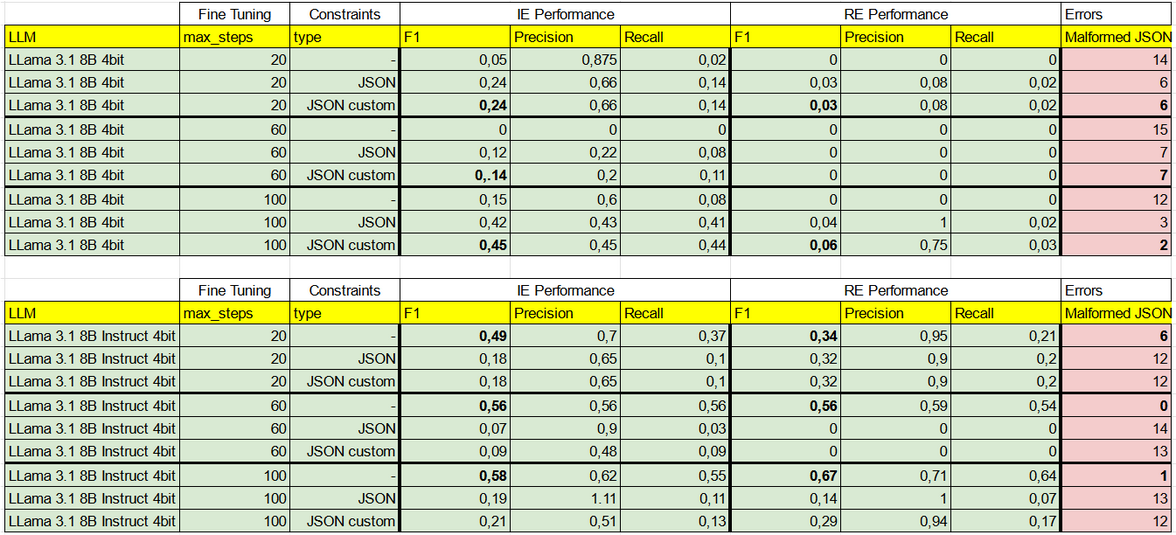 Fine Tuning Constraints IE Performance RE Performance Errors
LLM max_steps type F1 Precision Recall F1 Precision Recall Malformed JSON
LLama 3.1 8B 4bit 20 - 0,05 0,875 0,02 0 0 0 14
LLama 3.1 8B 4bit 20 JSON 0,24 0,66 0,14 0,03 0,08 0,02 6
LLama 3.1 8B 4bit 20 JSON custom 0,24 0,66 0,14 0,03 0,08 0,02 6
LLama 3.1 8B 4bit 60 - 0 0 0 0 0 0 15
LLama 3.1 8B 4bit 60 JSON 0,12 0,22 0,08 0 0 0 7
LLama 3.1 8B 4bit 60 JSON custom 0,.14 0,2 0,11 0 0 0 7
LLama 3.1 8B 4bit 100 - 0,15 0,6 0,08 0 0 0 12
LLama 3.1 8B 4bit 100 JSON 0,42 0,43 0,41 0,04 1 0,02 3
LLama 3.1 8B 4bit 100 JSON custom 0,45 0,45 0,44 0,06 0,75 0,03 2
Fine Tuning Constraints IE Performance RE Performance Errors
LLM max_steps type F1 Precision Recall F1 Precision Recall Malformed JSON
LLama 3.1 8B Instruct 4bit 20 - 0,49 0,7 0,37 0,34 0,95 0,21 6
LLama 3.1 8B Instruct 4bit 20 JSON 0,18 0,65 0,1 0,32 0,9 0,2 12
LLama 3.1 8B Instruct 4bit 20 JSON custom 0,18 0,65 0,1 0,32 0,9 0,2 12
LLama 3.1 8B Instruct 4bit 60 - 0,56 0,56 0,56 0,56 0,59 0,54 0
LLama 3.1 8B Instruct 4bit 60 JSON 0,07 0,9 0,03 0 0 0 14
LLama 3.1 8B Instruct 4bit 60 JSON custom 0,09 0,48 0,09 0 0 0 13
LLama 3.1 8B Instruct 4bit 100 - 0,58 0,62 0,55 0,67 0,71 0,64 1
LLama 3.1 8B Instruct 4bit 100 JSON 0,19 1.11 0,11 0,14 1 0,07 13
LLama 3.1 8B Instruct 4bit 100 JSON custom 0,21 0,51 0,13 0,29 0,94 0,17 12